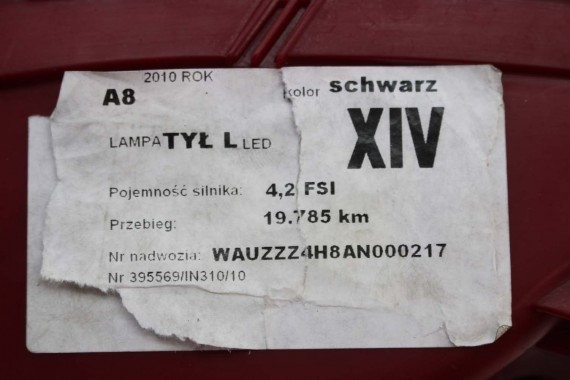 2010 ROK
A8
kolor schwarz
LAMPA TYŁ L LED
XIV
Pojemność silnika: 4,2 FSI
Przebieg: 19.785 km
Nr nadwozia: WAUZZZ4H8AN000217
Nr 395569/IN310/10